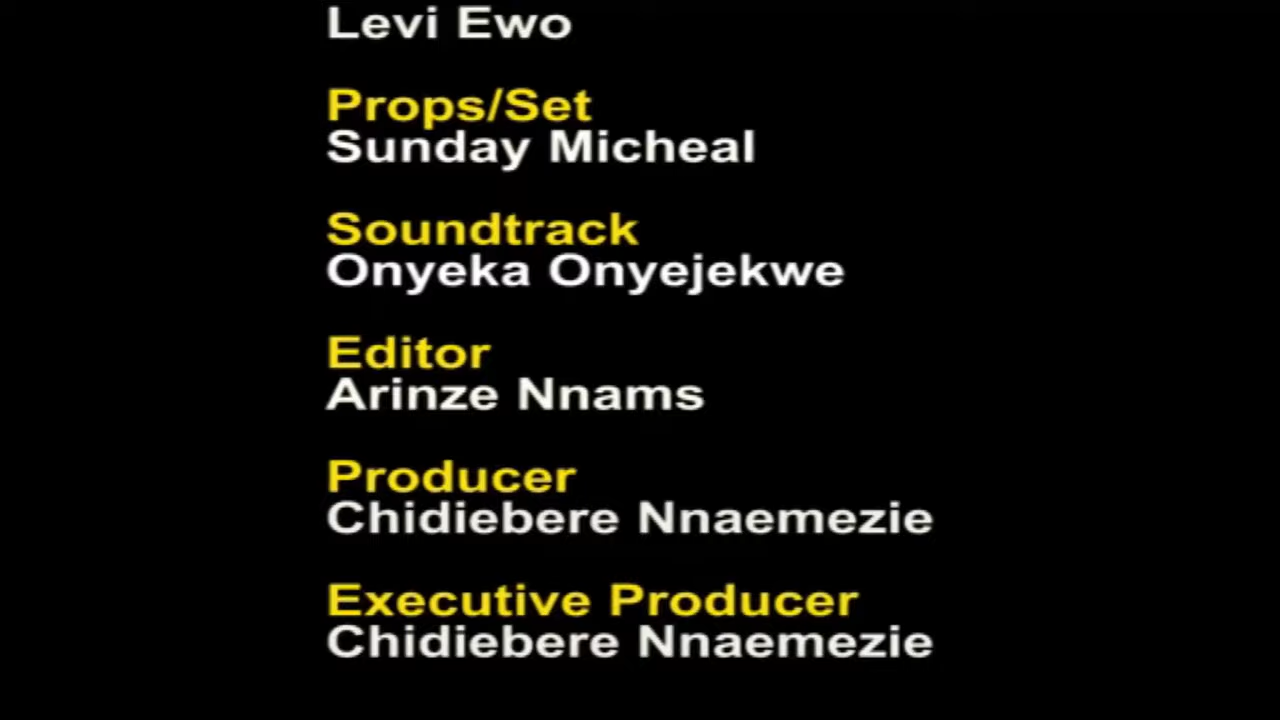 Levi Ewo
Props/Set
Sunday Micheal
Soundtrack
Onyeka Onyejekwe
Editor
Arinze Nnams
Producer
Chidiebere Nnaemezie
Executive Producer
Chidiebere Nnaemezie